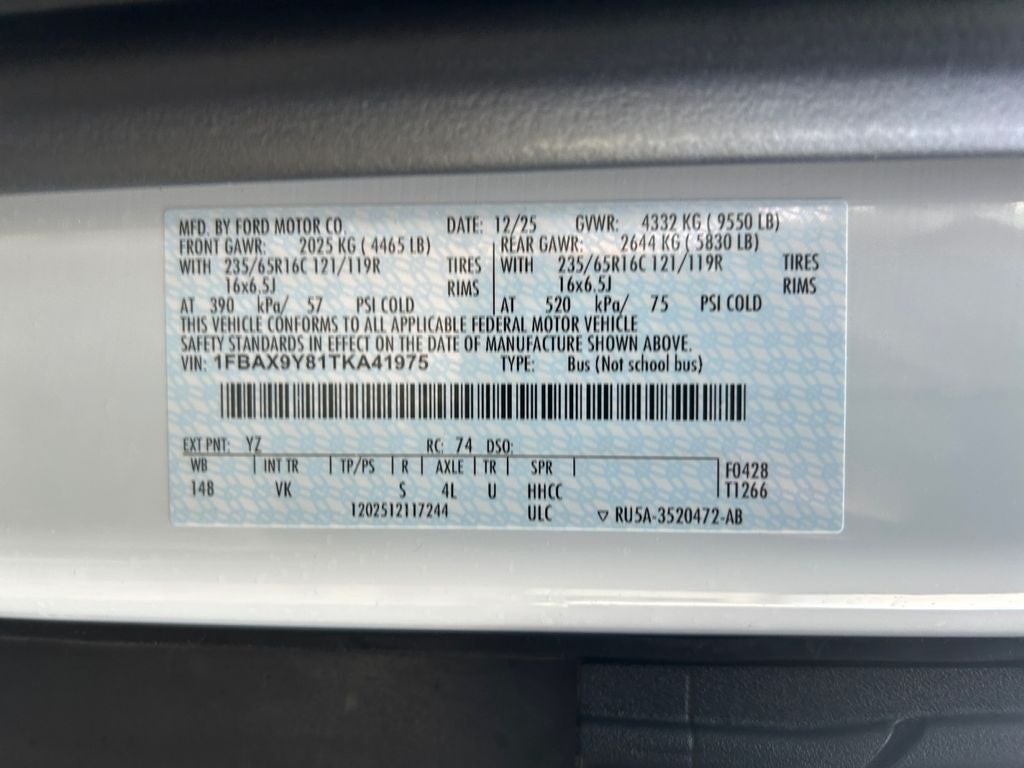 MFD. BY FORD MOTOR CO. DATE: 12/25 GVWR: 4332 KG ( 9550 LB)
FRONT GAWR: 2025 KG ( 4465 LB) REAR GAWR: 2644 KG ( 5830 LB)
WITH 235/65R16C 121/119R TIRES WITH 235/65R16C 121/119R TIRES
16x6.5J RIMS 16x6.5J RIMS
AT 390 kPa/ 57 PSI COLD AT 520 kPa/ 75 PSI COLD
THIS VEHICLE CONFORMS TO ALL APPLICABLE FEDERAL MOTOR VEHICLE
SAFETY STANDARDS IN EFFECT ON THE DATE OF MANUFACTURE SHOWN ABOVE.
VIN: 1FBAX9Y81TKA41975 TYPE: Bus (Not school bus)
EXT PNT: YZ RC: 74 DSO:
WB INT TR TP/PS R AXLE TR SPR F0428
148 VK S 4L U HHCC T1266
1202512117244 ULC ▽ RU5A-3520472-AB